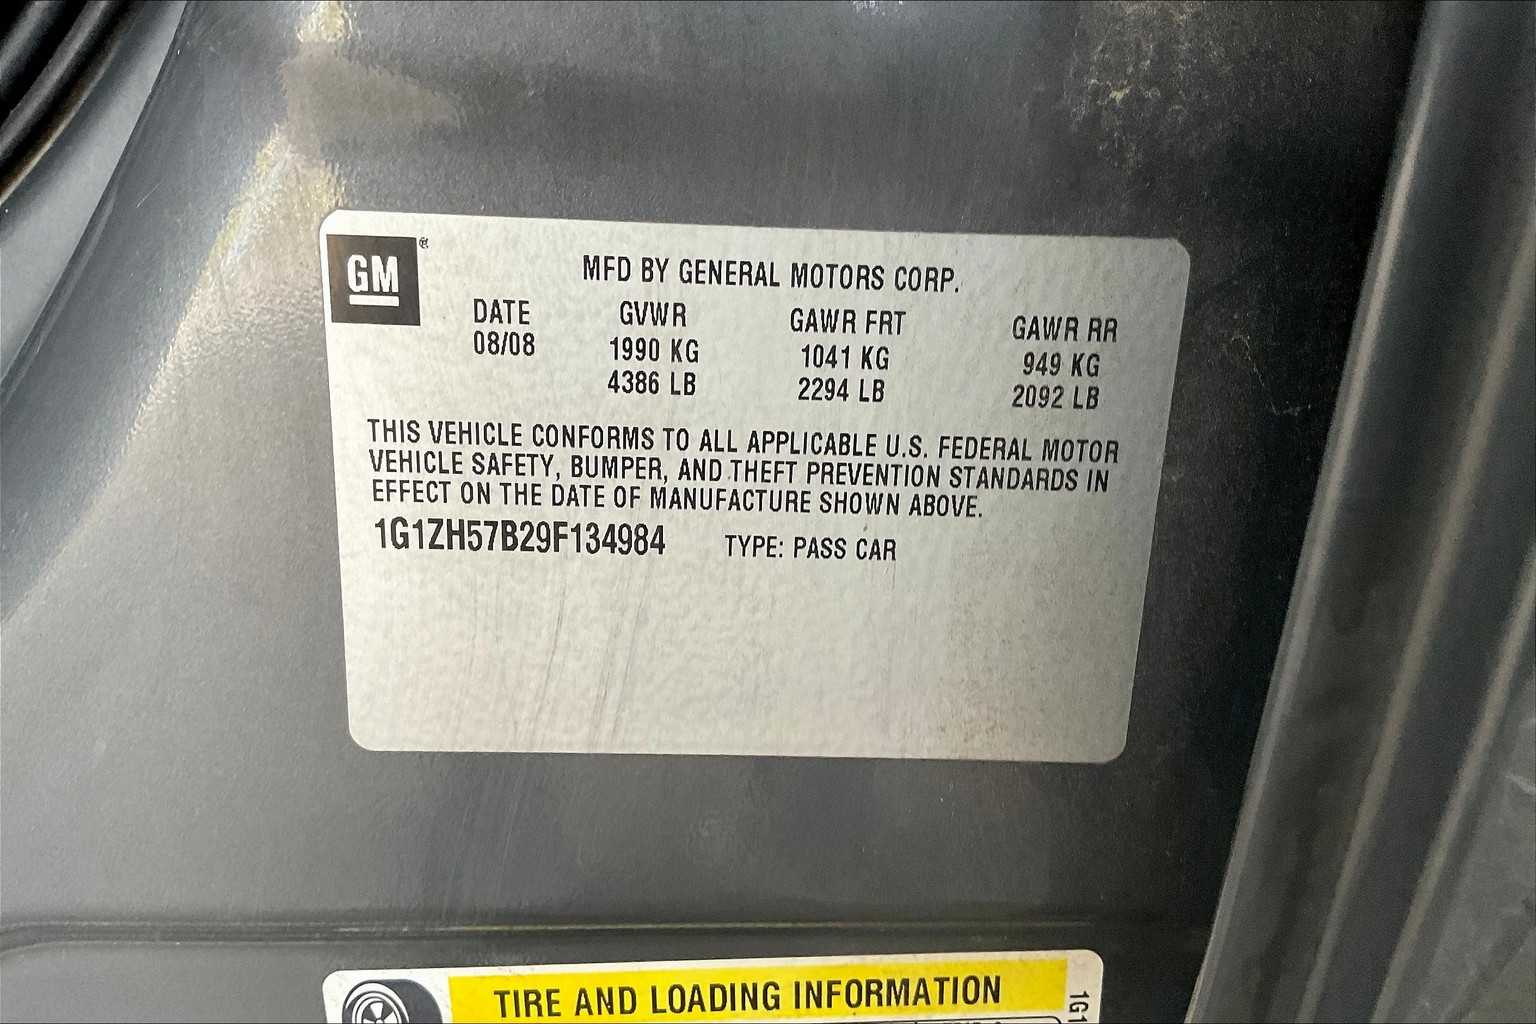 GM ®
MFD BY GENERAL MOTORS CORP.
DATE GVWR GAWR FRT GAWR RR
08/08 1990 KG 1041 KG 949 KG
4386 LB 2294 LB 2092 LB
THIS VEHICLE CONFORMS TO ALL APPLICABLE U.S. FEDERAL MOTOR
VEHICLE SAFETY, BUMPER, AND THEFT PREVENTION STANDARDS IN
EFFECT ON THE DATE OF MANUFACTURE SHOWN ABOVE.
1G1ZH57B29F134984 TYPE: PASS CAR
TIRE AND LOADING INFORMATION
1G1